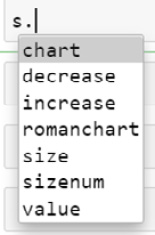 s.
chart
decrease
increase
romanchart
size
sizenum
value